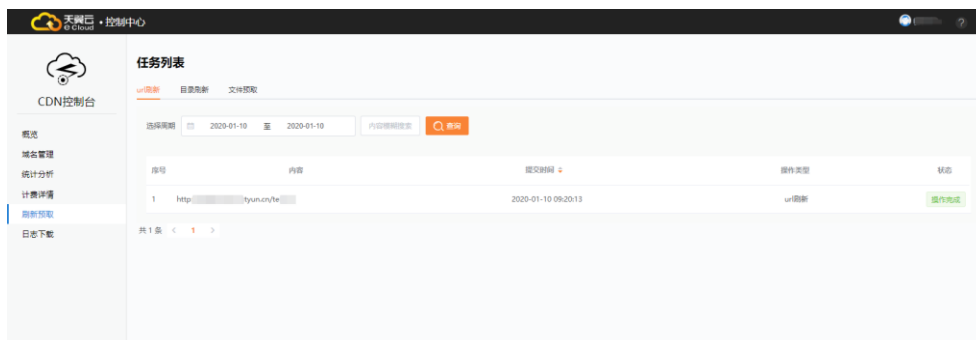 天翼云 · 控制中心
e Cloud
?
CDN控制台
概览
域名管理
统计分析
计费详情
刷新预取
日志下载
任务列表
url刷新 目录刷新 文件预取
选择周期 2020-01-10 至 2020-01-10 内容模糊搜索 查询
序号 内容 提交时间 操作类型 状态
1 http: tyun.cn/te 2020-01-10 09:20:13 url刷新 操作完成
共 1 条 < 1 >